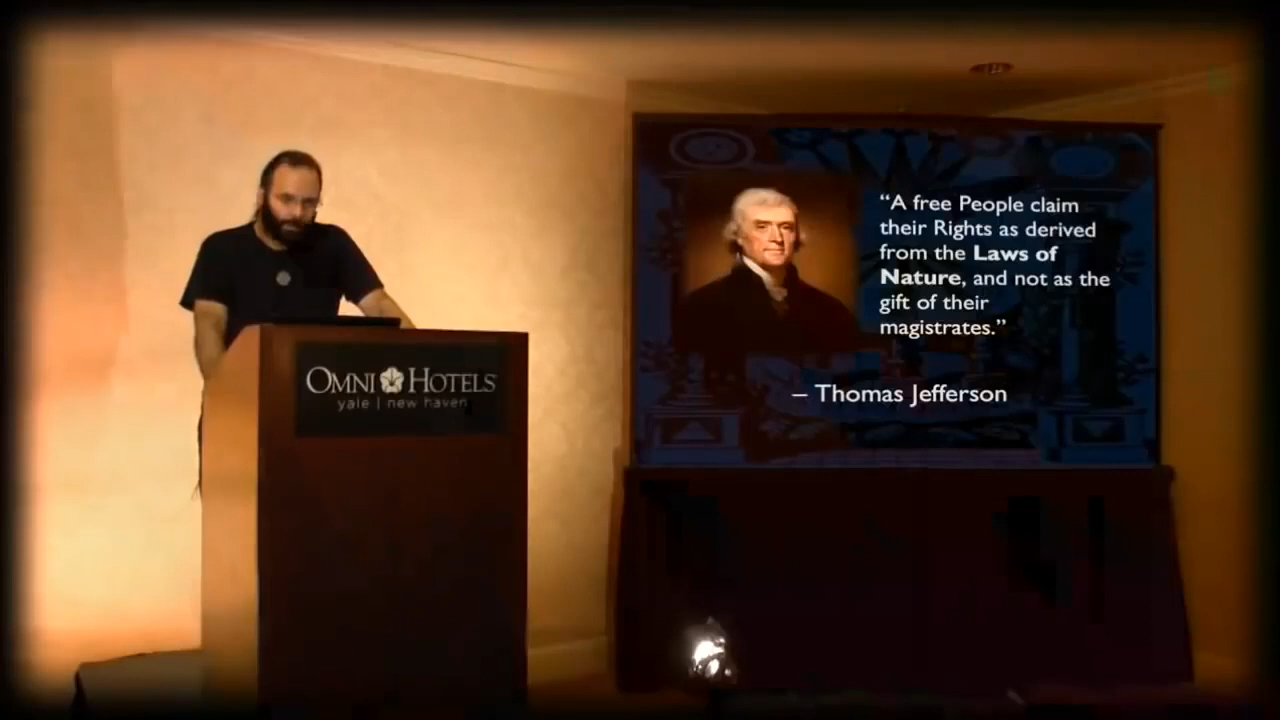 OMNI HOTELS
yale | new haven
“A free People claim
their Rights as derived
from the Laws of
Nature, and not as the
gift of their
magistrates.”
– Thomas Jefferson